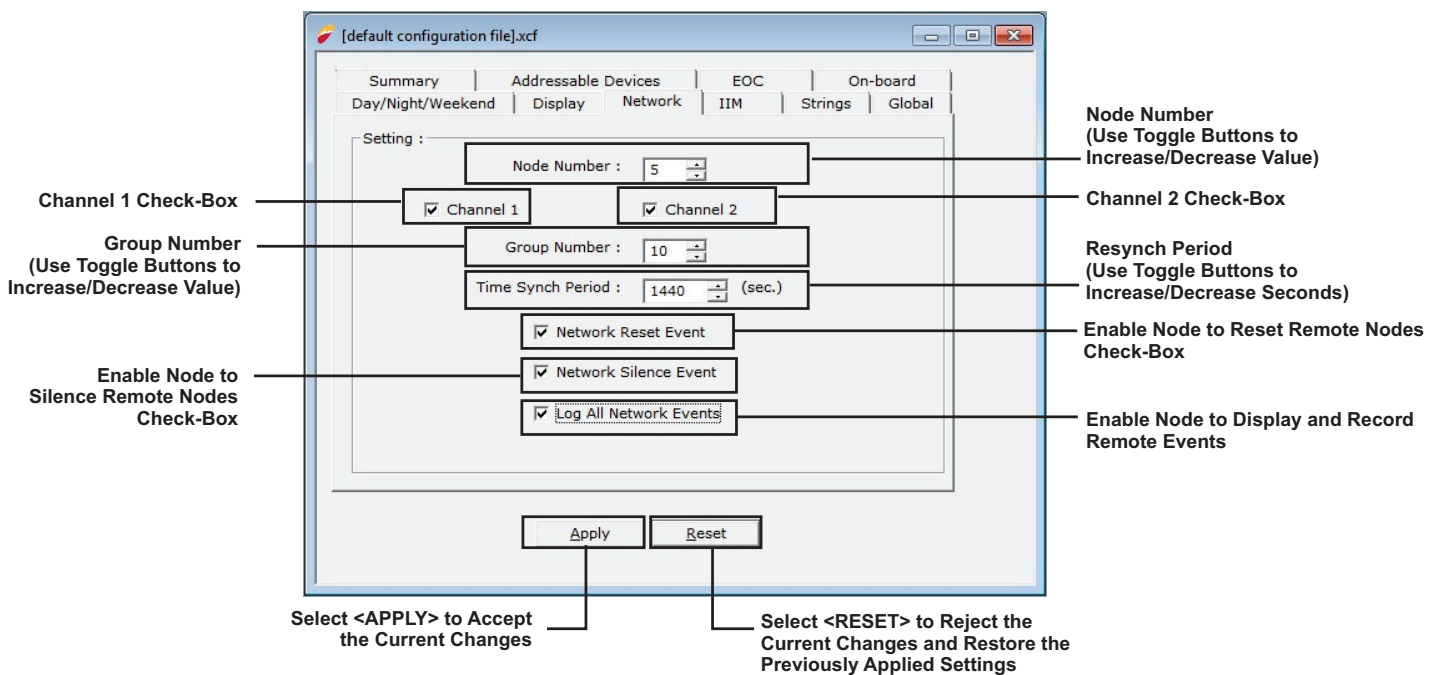 [default configuration file].xcf
Summary
Addressable Devices
EOC
On-board
Day/Night/Weekend
Display
Network
IIM
Strings
Global
Setting :
Node Number :
5
Channel 1
Channel 2
Group Number :
10
Time Synch Period :
1440
(sec.)
Network Reset Event
Network Silence Event
Log All Network Events
Apply
Reset
Channel 1 Check-Box
Group Number
(Use Toggle Buttons to
Increase/Decrease Value)
Enable Node to
Silence Remote Nodes
Check-Box
Node Number
(Use Toggle Buttons to
Increase/Decrease Value)
Channel 2 Check-Box
Resynch Period
(Use Toggle Buttons to
Increase/Decrease Seconds)
Enable Node to Reset Remote Nodes
Check-Box
Enable Node to Display and Record
Remote Events
Select <APPLY> to Accept
the Current Changes
Select <RESET> to Reject the
Current Changes and Restore the
Previously Applied Settings